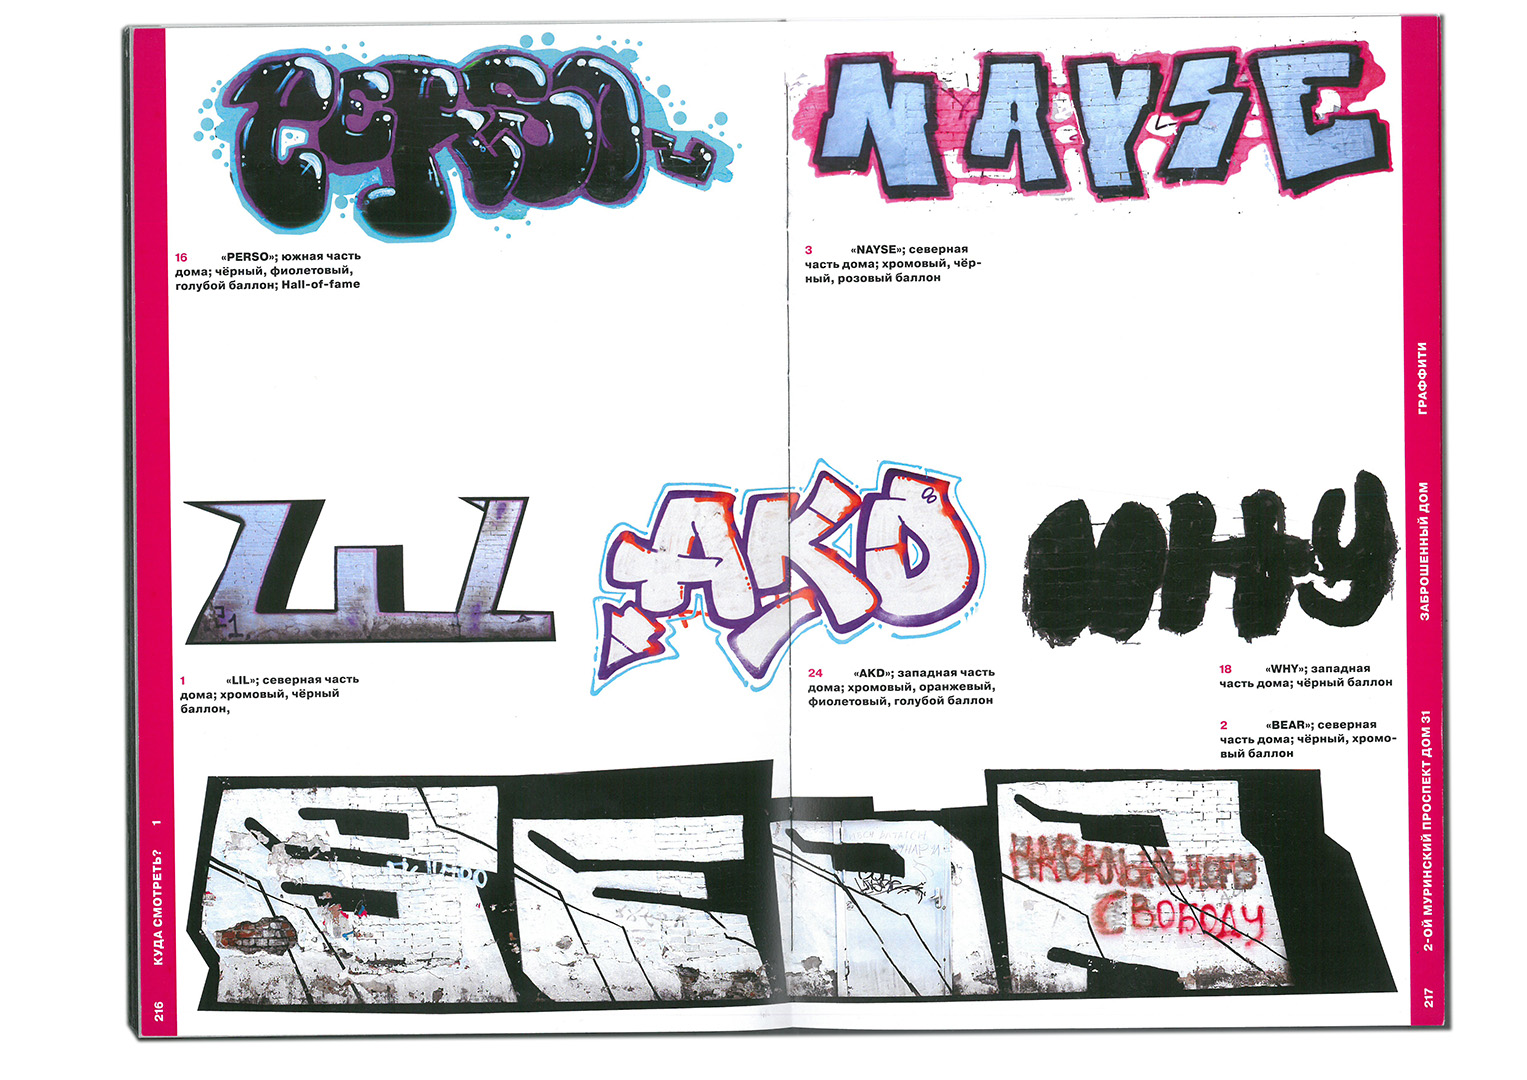 PERSO
16 «PERSO»; южная часть
дома; чёрный, фиолетовый,
голубой баллон; Hall-of-fame
NAYSE
3 «NAYSE»; северная
часть дома; хромовый, чёр-
ный, розовый баллон
LIL
1 «LIL»; северная часть
дома; хромовый, чёрный
баллон,
AKD
24 «AKD»; западная часть
дома; хромовый, оранжевый,
фиолетовый, голубой баллон
WHY
18 «WHY»; западная
часть дома; чёрный баллон
2 «BEAR»; северная
часть дома; чёрный, хромо-
вый баллон
BEAR
НАВАЛЬНОМУ
СВОБОДУ
216 КУДА СМОТРЕТЬ? 1
ГРАФФИТИ
ЗАБРОШЕННЫЙ ДОМ
2-ОЙ МУРИНСКИЙ ПРОСПЕКТ ДОМ 31
217